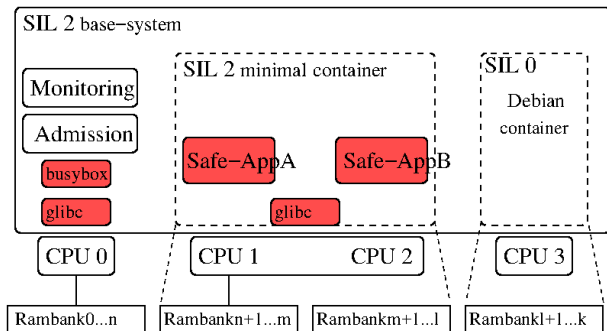 SIL 2 base-system
SIL 2 minimal container
SIL 0
Debian
container
Monitoring
Admission
busybox
glibc
Safe-AppA
Safe-AppB
glibc
CPU 0
CPU 1
CPU 2
CPU 3
Rambank0...n
Rambankn+1...m
Rambankm+1...l
Rambankl+1...k